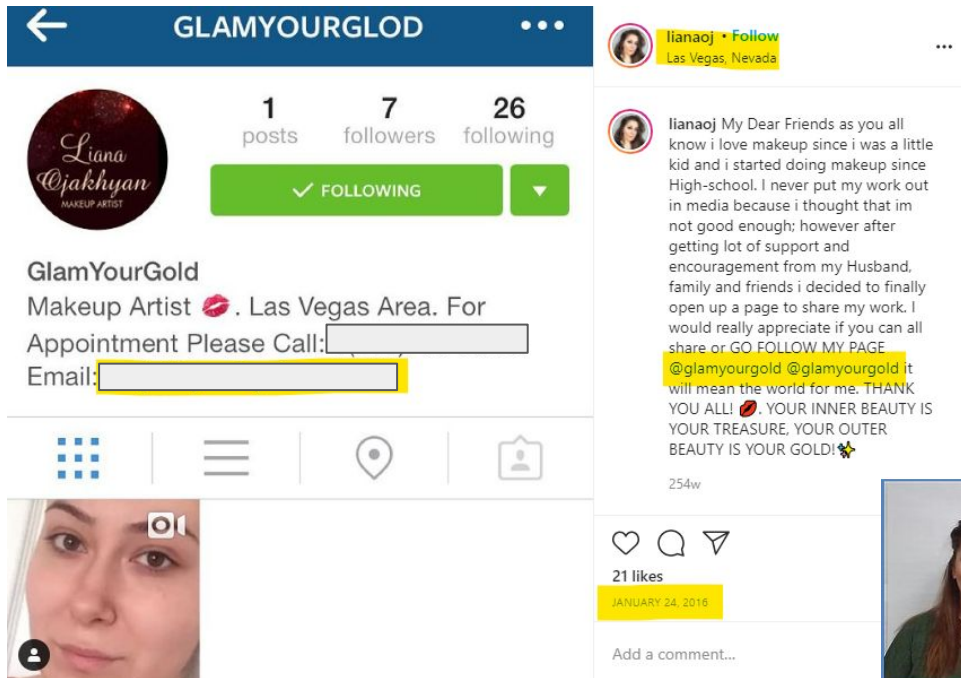 GLAMYOURGLOD
Liana
Ojakhyan
MAKEUP ARTIST
1
posts
7
followers
26
following
FOLLOWING
GlamYourGold
Makeup Artist 💋. Las Vegas Area. For
Appointment Please Call:
Email:
lianaoj • Follow
Las Vegas, Nevada
lianaoj My Dear Friends as you all
know i love makeup since i was a little
kid and i started doing makeup since
High-school. I never put my work out
in media because i thought that im
not good enough; however after
getting lot of support and
encouragement from my Husband,
family and friends i decided to finally
open up a page to share my work. I
would really appreciate if you can all
share or GO FOLLOW MY PAGE
@glamyourgold @glamyourgold it
will mean the world for me. THANK
YOU ALL! 💋. YOUR INNER BEAUTY IS
YOUR TREASURE, YOUR OUTER
BEAUTY IS YOUR GOLD!✨
254w
21 likes
JANUARY 24, 2016
Add a comment...